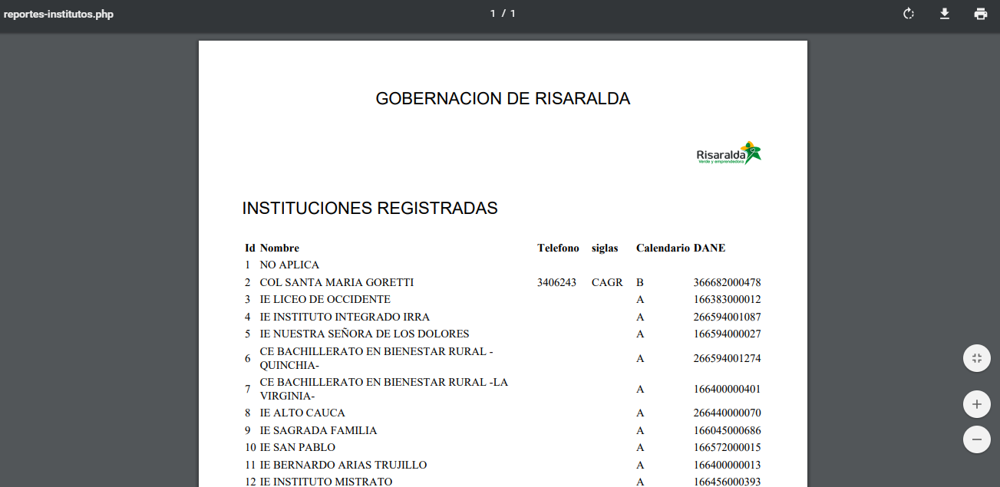 reportes-institutos.php
1 / 1
GOBERNACION DE RISARALDA
Risaralda
Verde y emprendedora
INSTITUCIONES REGISTRADAS
Id Nombre Telefono siglas Calendario DANE
1 NO APLICA
2 COL SANTA MARIA GORETTI 3406243 CAGR B 366682000478
3 IE LICEO DE OCCIDENTE A 166383000012
4 IE INSTITUTO INTEGRADO IRRA A 266594001087
5 IE NUESTRA SEÑORA DE LOS DOLORES A 166594000027
6 CE BACHILLERATO EN BIENESTAR RURAL -
QUINCHIA- A 266594001274
7 CE BACHILLERATO EN BIENESTAR RURAL -LA
VIRGINIA- A 166400000401
8 IE ALTO CAUCA A 266440000070
9 IE SAGRADA FAMILIA A 166045000686
10 IE SAN PABLO A 166572000015
11 IE BERNARDO ARIAS TRUJILLO A 166400000013
12 IE INSTITUTO MISTRATO A 166456000393